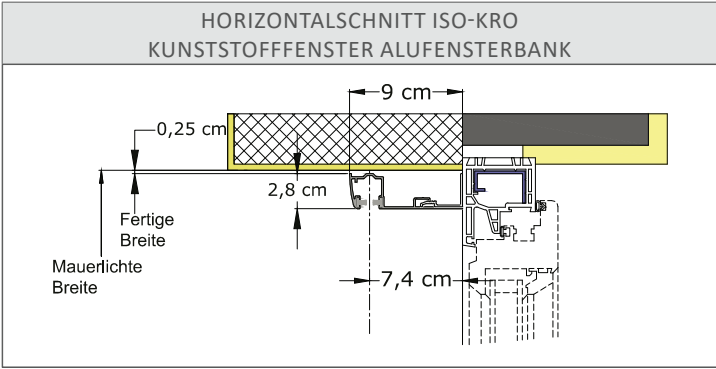 HORIZONTALSCHNITT ISO-KRO
KUNSTSTOFFFENSTER ALUFENSTERBANK
9 cm
0,25 cm
2,8 cm
Fertige
Breite
Mauerlichte
Breite
7,4 cm